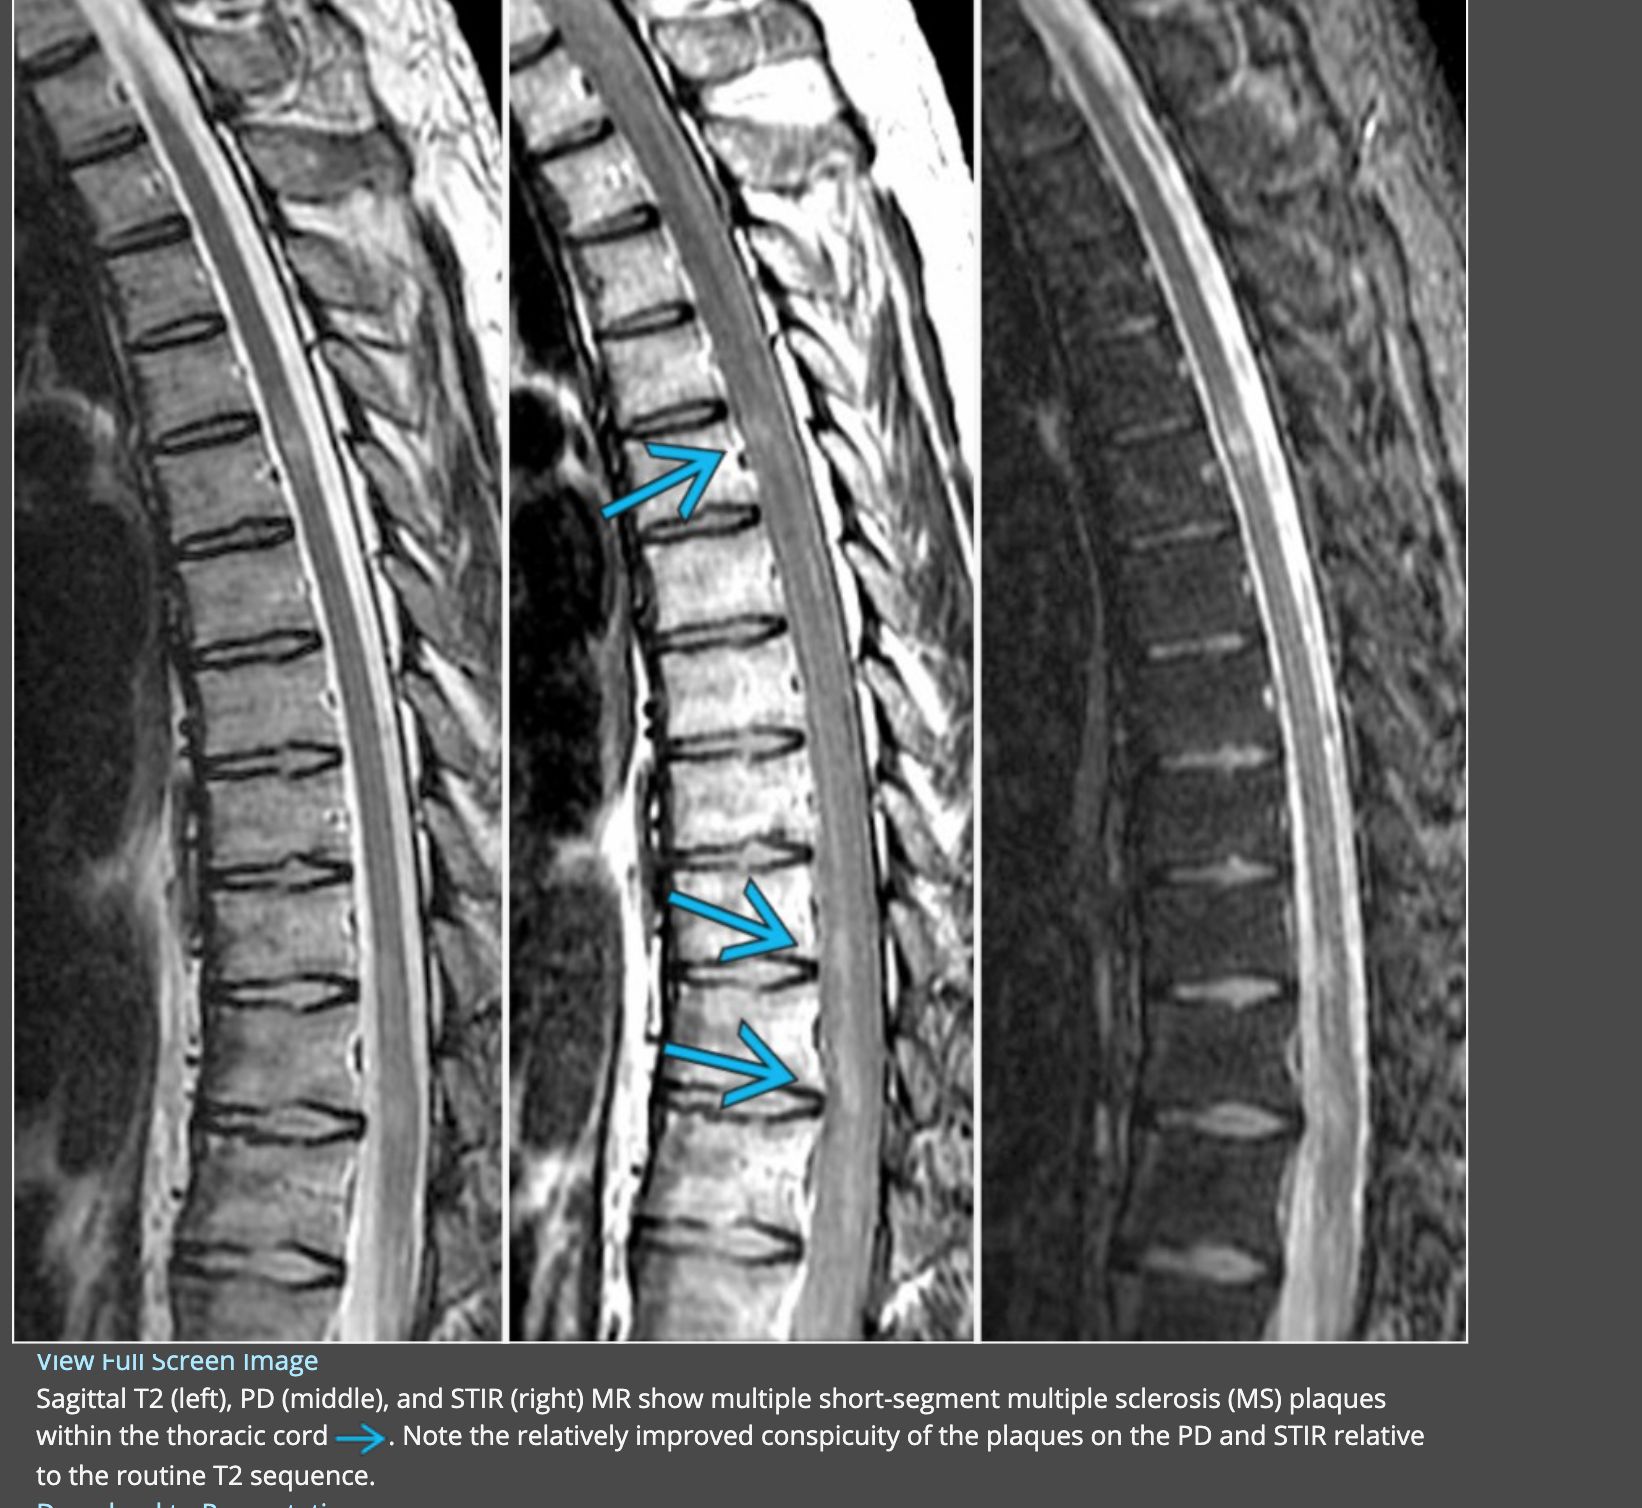 View Full Screen Image
Sagittal T2 (left), PD (middle), and STIR (right) MR show multiple short-segment multiple sclerosis (MS) plaques
within the thoracic cord → . Note the relatively improved conspicuity of the plaques on the PD and STIR relative
to the routine T2 sequence.